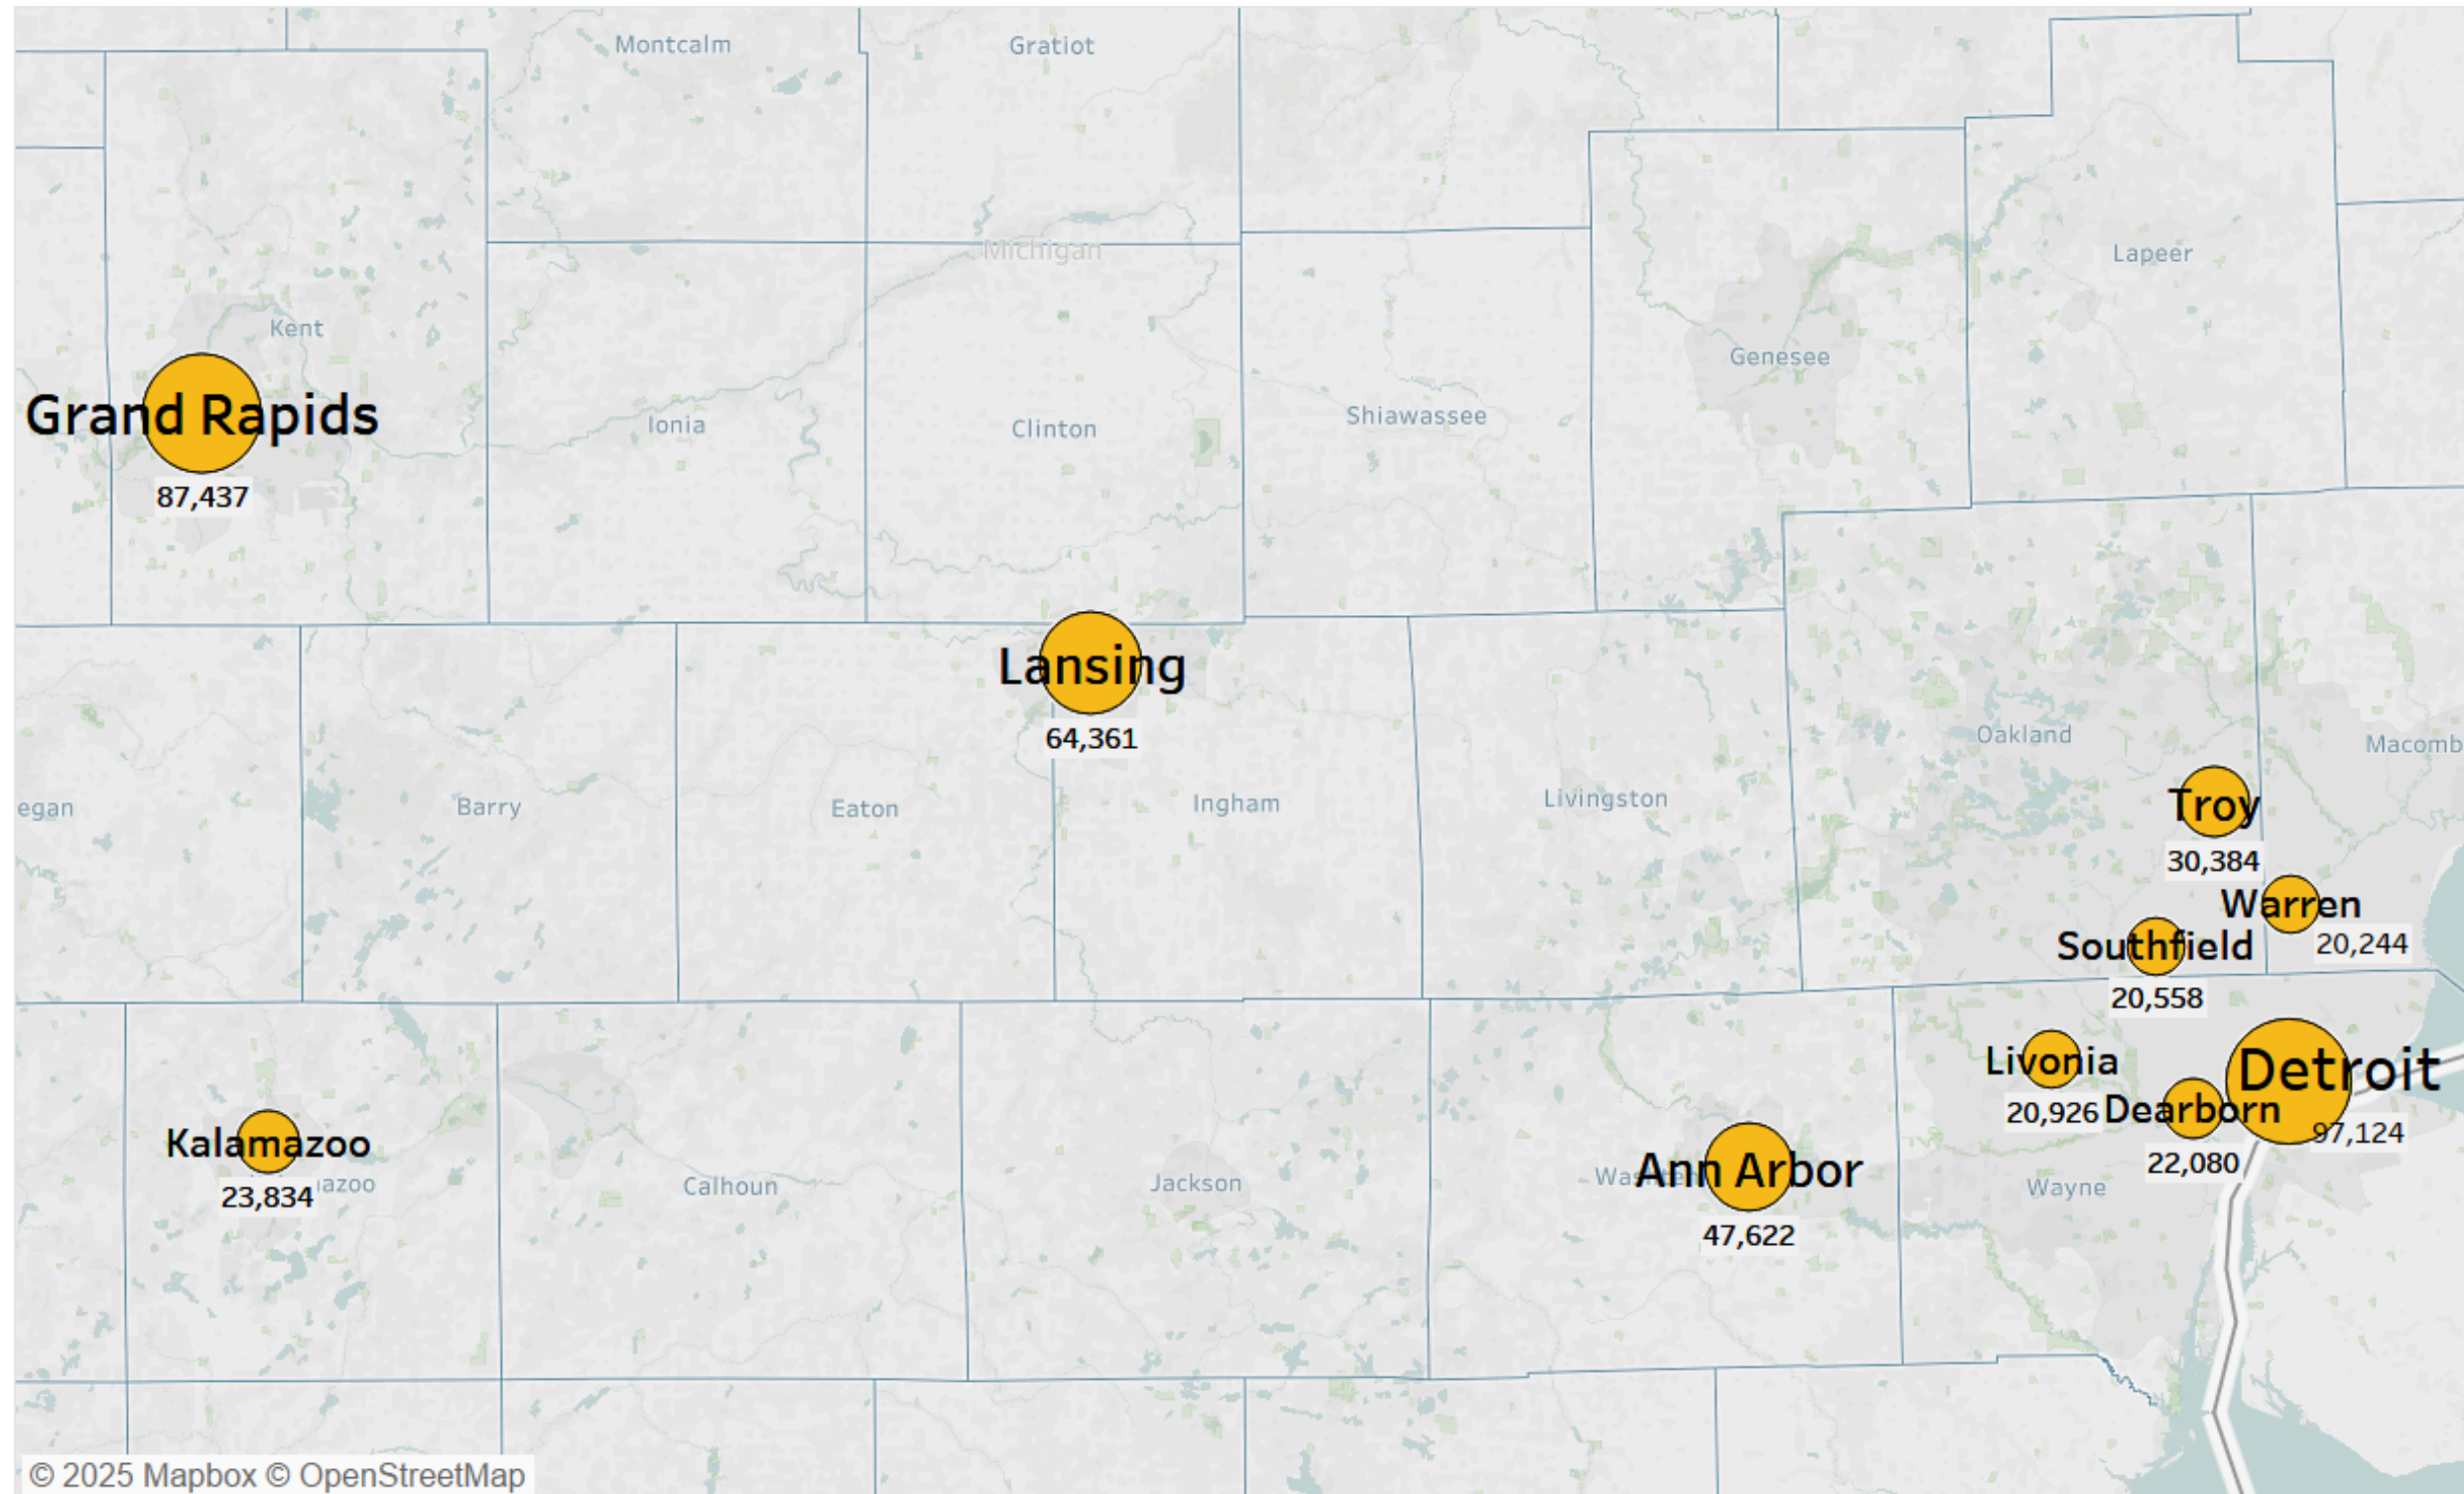 Montcalm
Gratiot
Michigan
Lapeer
Kent
Genesee
Grand Rapids
87,437
Ionia
Clinton
Shiawassee
Lansing
64,361
Oakland
Macomb
egan
Barry
Eaton
Ingham
Livingston
Troy
30,384
Warren
20,244
Southfield
20,558
Livonia
20,926
Detroit
97,124
Dearborn
22,080
Kalamazoo
azoo
23,834
Calhoun
Jackson
Ann Arbor
47,622
Wayne
© 2025 Mapbox © OpenStreetMap